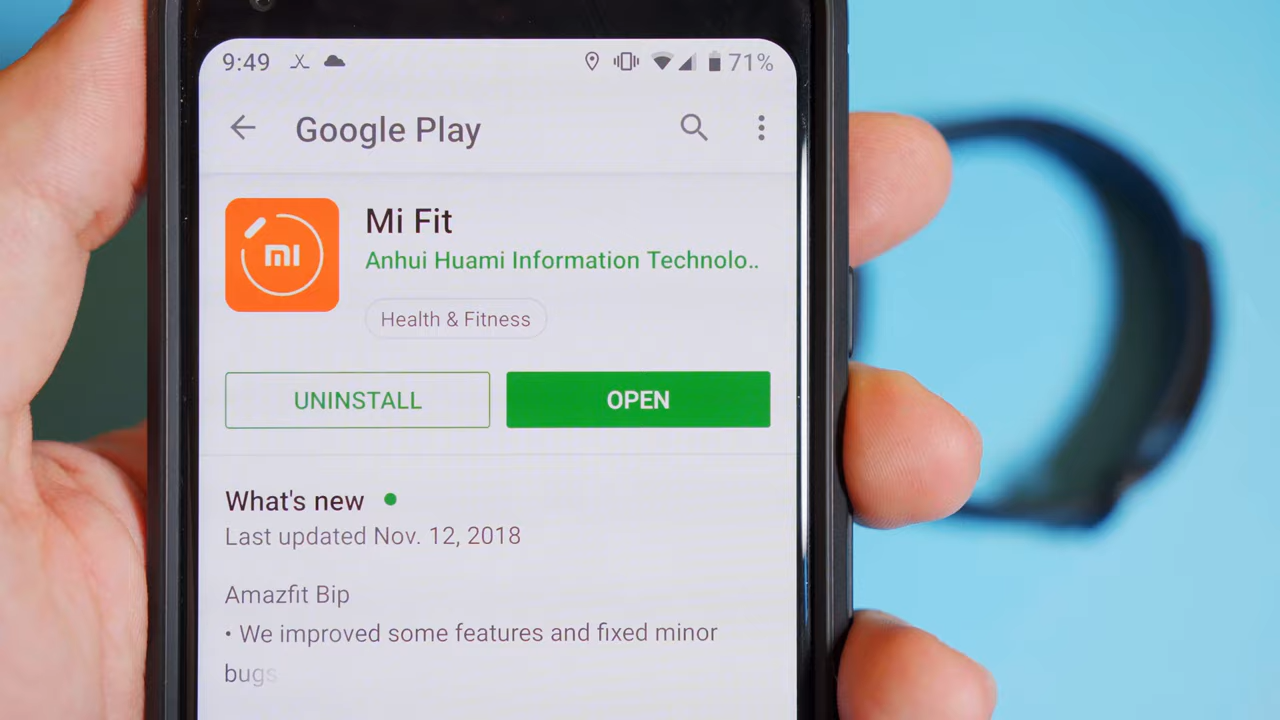 9:49 71%
Google Play
mi
Mi Fit
Anhui Huami Information Technolo..
Health & Fitness
UNINSTALL OPEN
What's new
Last updated Nov. 12, 2018
Amazfit Bip
• We improved some features and fixed minor
bugs